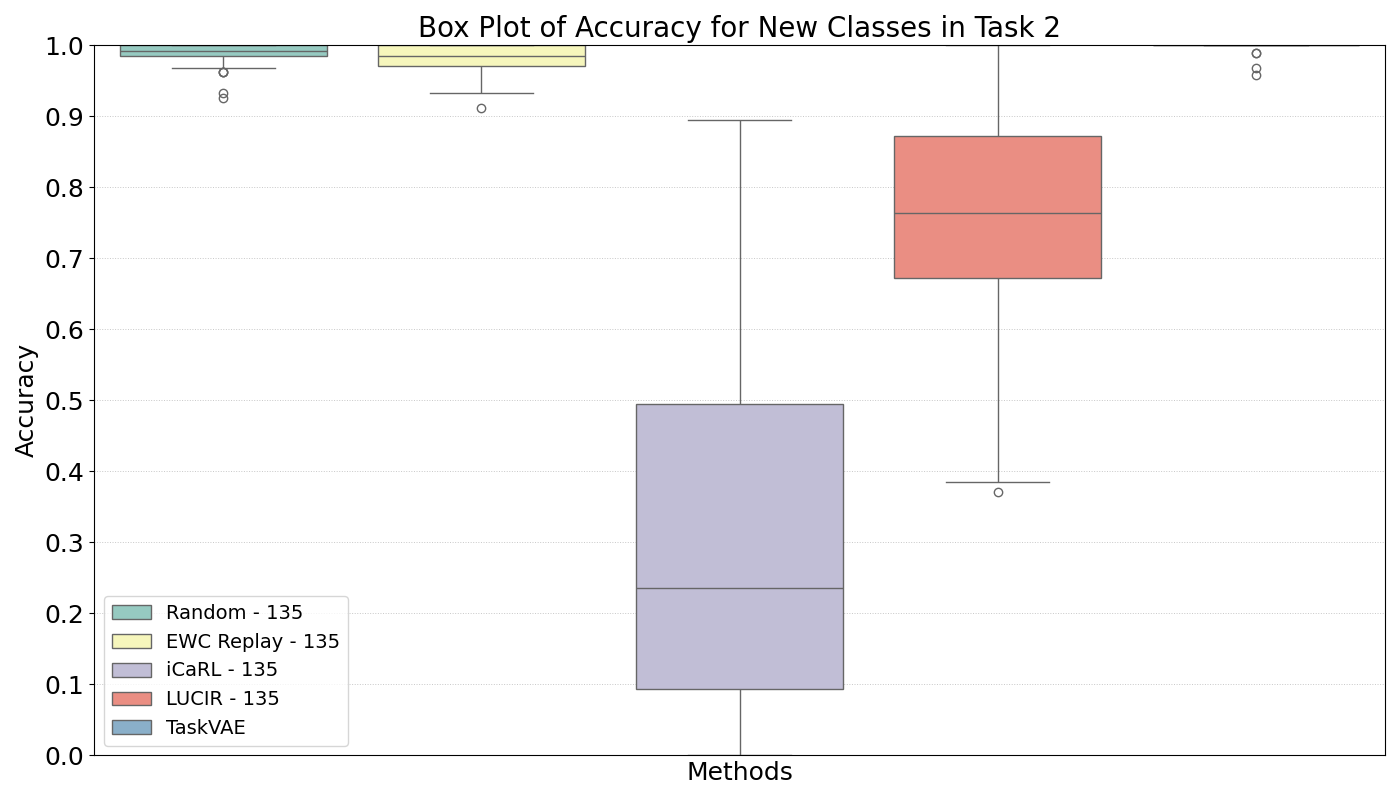 Box Plot of Accuracy for New Classes in Task 2
1.0
0.9
0.8
0.7
0.6
0.5
0.4
0.3
0.2
0.1
0.0
Accuracy
Random - 135
EWC Replay - 135
iCaRL - 135
LUCIR - 135
TaskVAE
Methods